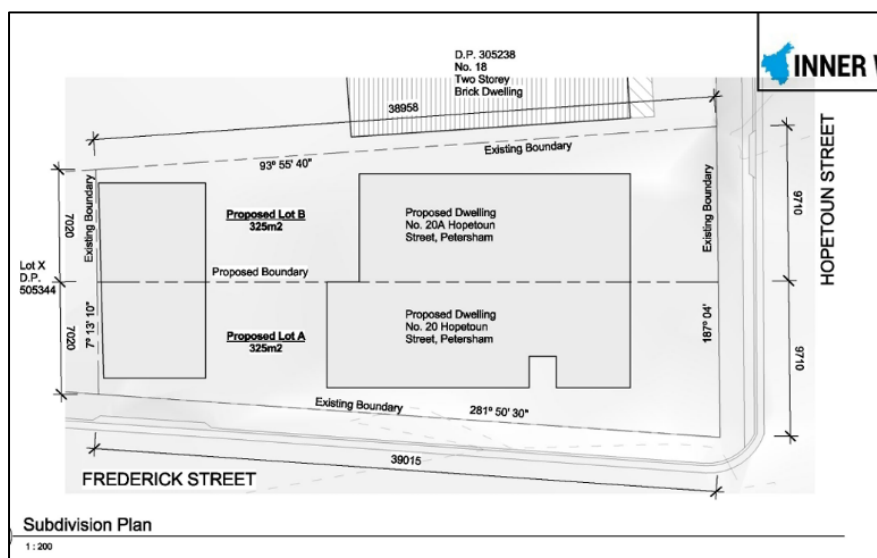 D.P. 305238
No. 18
Two Storey
Brick Dwelling
INNER
38958
Existing Boundary
93° 55' 40"
HOPETOUN STREET
Existing Boundary
7020
Proposed Lot B
325m2
Proposed Dwelling
No. 20A Hopetoun
Street, Petersham
Existing Boundary
9710
Lot X
D.P.
505344
Proposed Boundary
7020
7° 13' 10"
Proposed Lot A
325m2
Proposed Dwelling
No. 20 Hopetoun
Street, Petersham
187° 04'
9710
Existing Boundary
281° 50' 30"
39015
FREDERICK STREET
Subdivision Plan
1 : 200